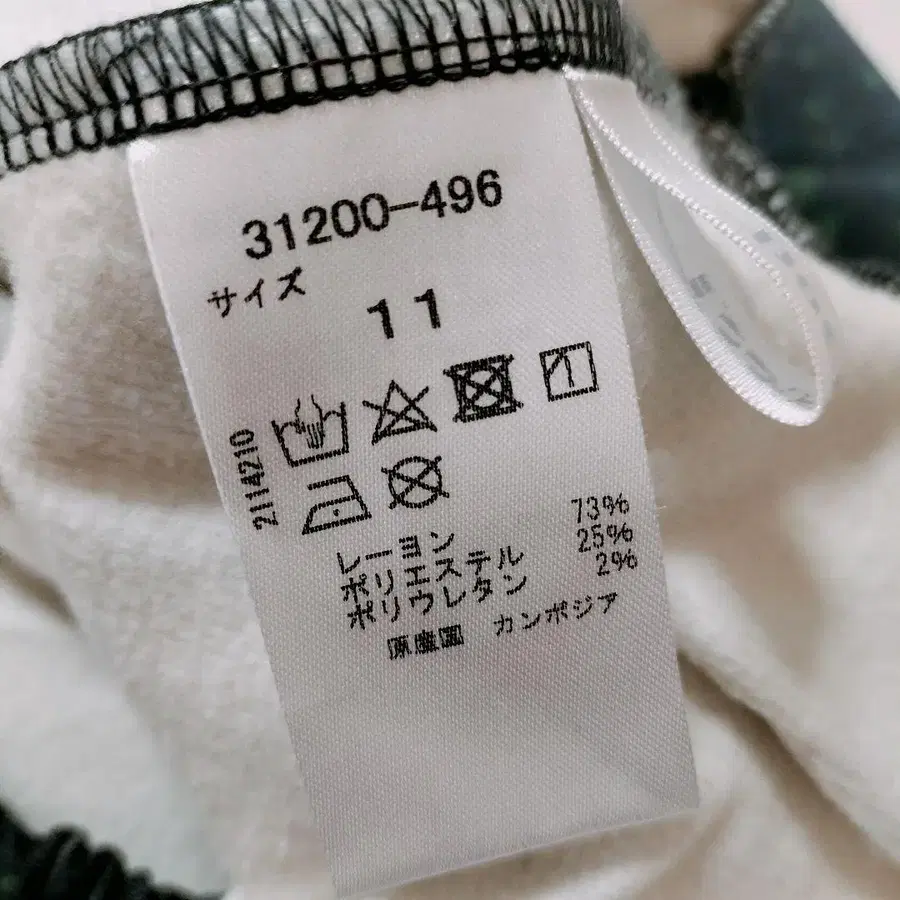 31200-496
サイズ
11
2114210
レーヨン 73%
ポリエステル 25%
ポリウレタン 2%
原産国 カンボジア